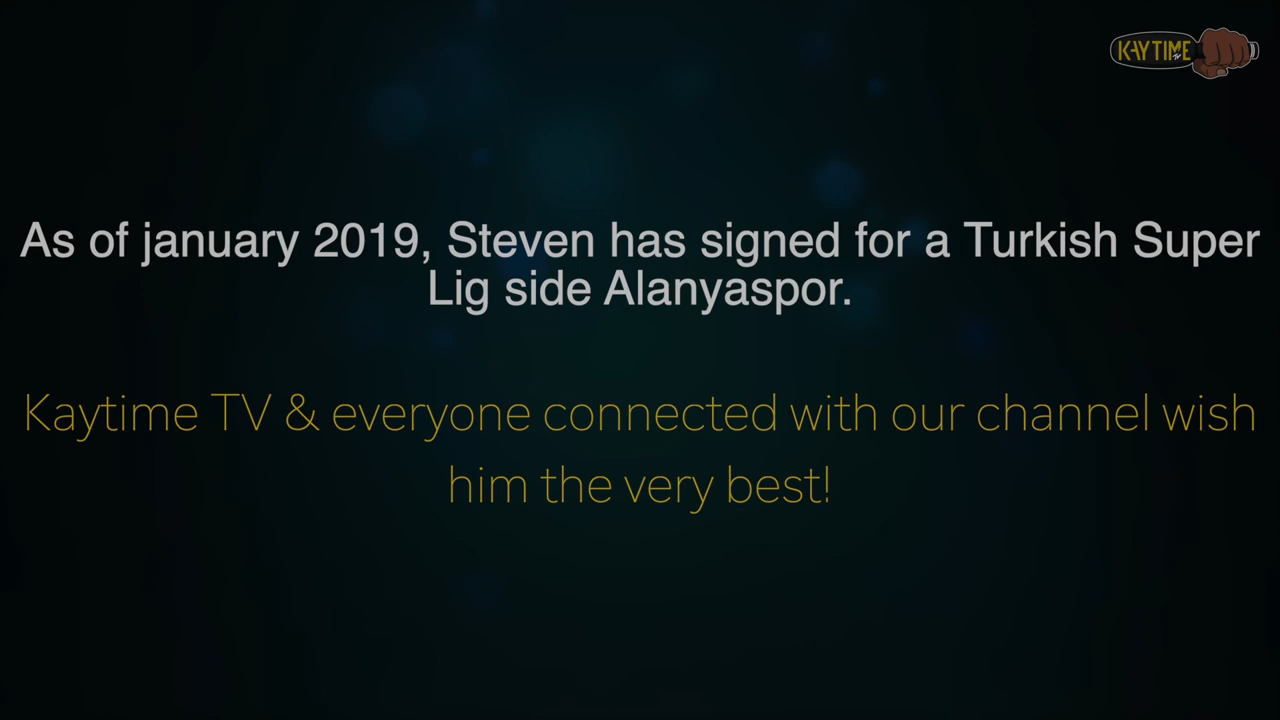 KAYTIME
TV
As of january 2019, Steven has signed for a Turkish Super
Lig side Alanyaspor.
Kaytime TV & everyone connected with our channel wish
him the very best!